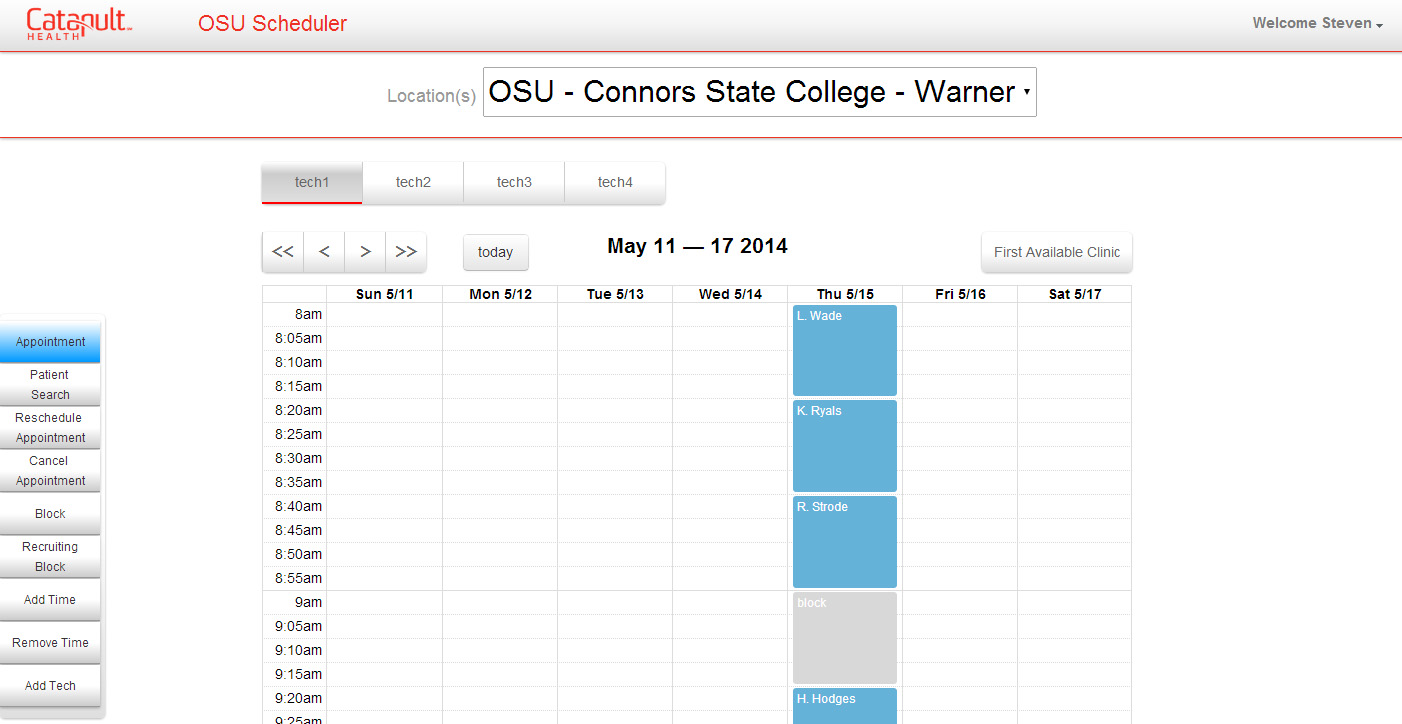 Catapult
HEALTH
OSU Scheduler
Welcome Steven
Location(s) OSU - Connors State College - Warner
tech1 tech2 tech3 tech4
<< < > >> today May 11 — 17 2014 First Available Clinic
Sun 5/11 Mon 5/12 Tue 5/13 Wed 5/14 Thu 5/15 Fri 5/16 Sat 5/17
8am L. Wade
8:05am
8:10am
8:15am
8:20am K. Ryals
8:25am
8:30am
8:35am
8:40am R. Strode
8:45am
8:50am
8:55am
9am block
9:05am
9:10am
9:15am
9:20am H. Hodges
9:25am
Appointment
Patient
Search
Reschedule
Appointment
Cancel
Appointment
Block
Recruiting
Block
Add Time
Remove Time
Add Tech